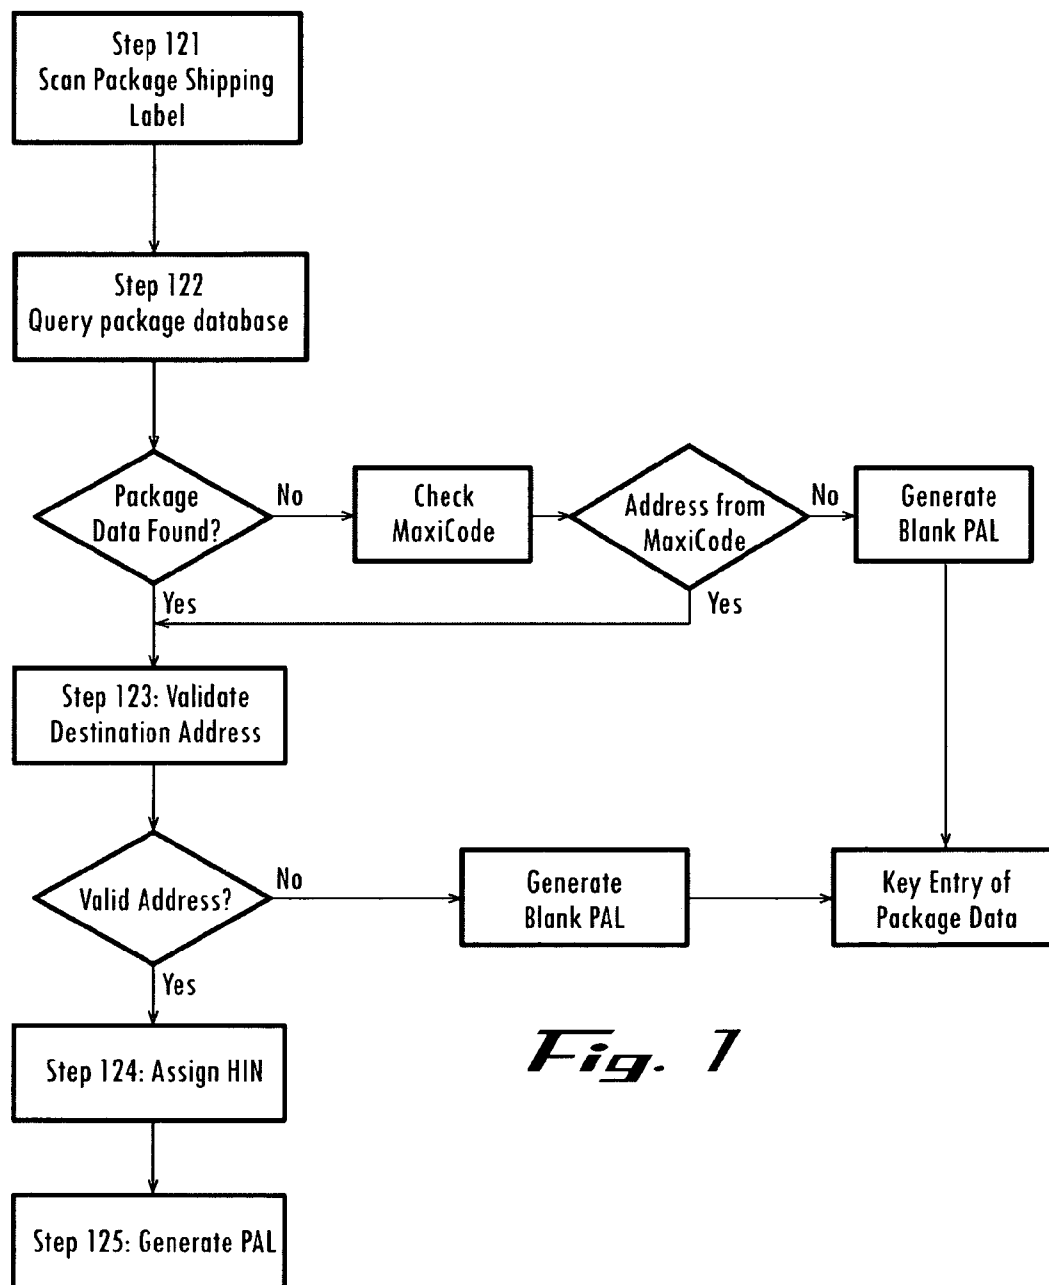 Step 121
Scan Package Shipping
Label
Step 122
Query package database
Package
Data Found?
No
Check
MaxiCode
Address from
MaxiCode
No
Generate
Blank PAL
Yes
Yes
Step 123: Validate
Destination Address
Valid Address?
No
Generate
Blank PAL
Key Entry of
Package Data
Yes
Step 124: Assign HIN
Fig. 7
Step 125: Generate PAL